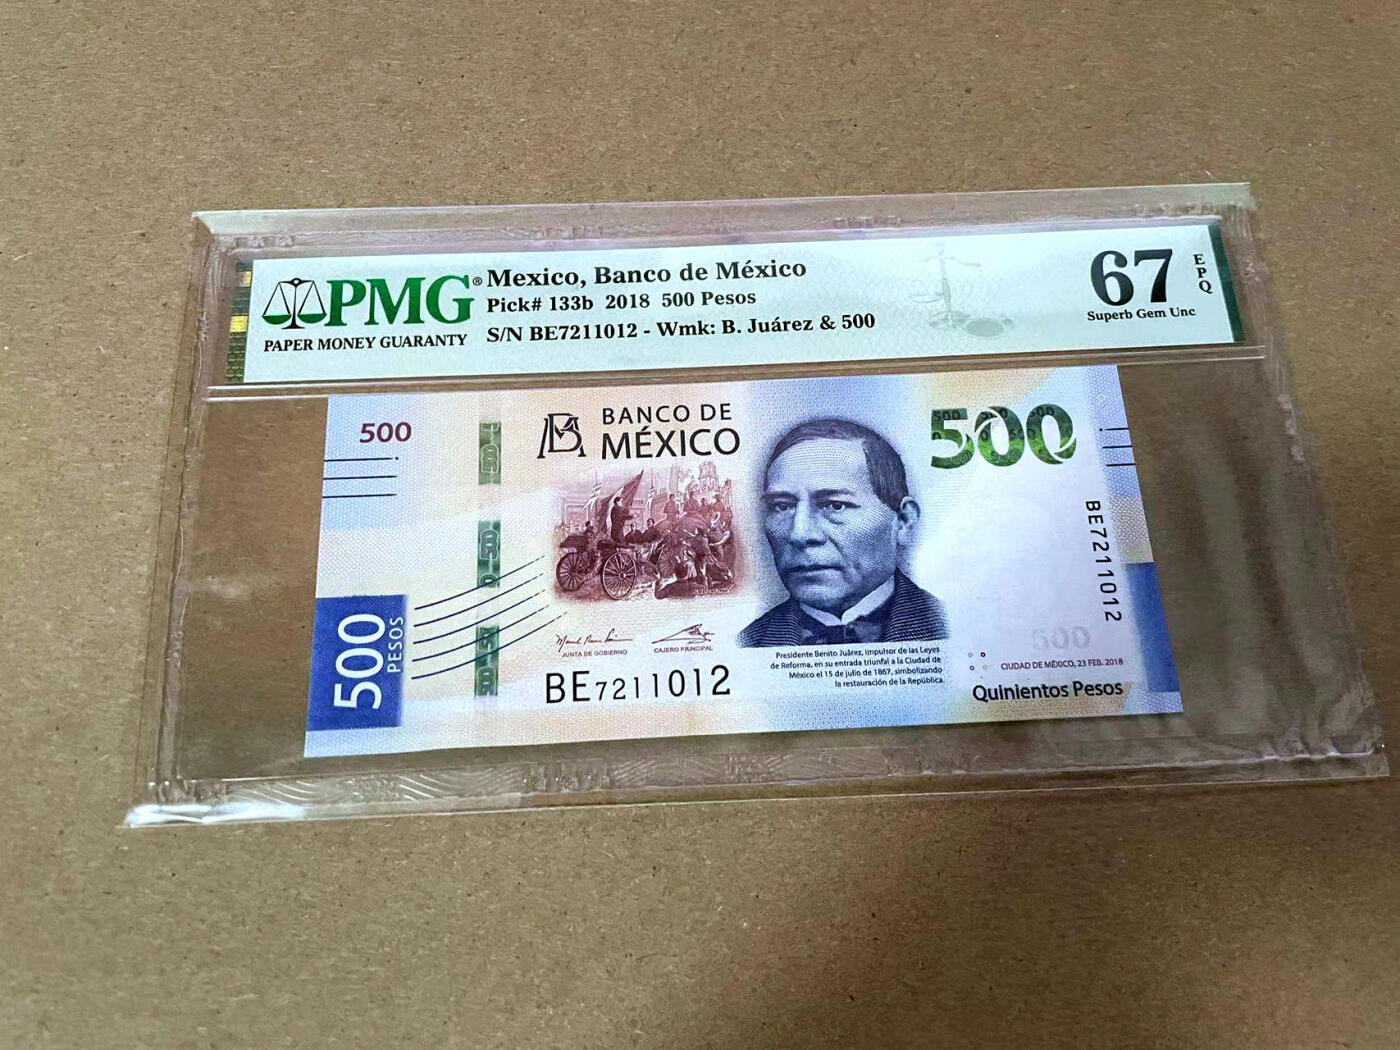 PMG®
PAPER MONEY GUARANTY
Mexico, Banco de México
Pick# 133b 2018 500 Pesos
S/N BE7211012 - Wmk: B. Juárez & 500
67
EPQ
Superb Gem Unc
500
BM
BANCO DE
MÉXICO
500
BE7211012
500
PESOS
JUNTA DE GOBIERNO
CAJERO PRINCIPAL
BE7211012
Presidente Benito Juárez, impulsor de las Leyes
de Reforma, en su entrada triunfal a la Ciudad de
México el 15 de julio de 1867, simbolizando
la restauración de la República.
500
CIUDAD DE MÉXICO, 23 FEB. 2018
Quinientos Pesos